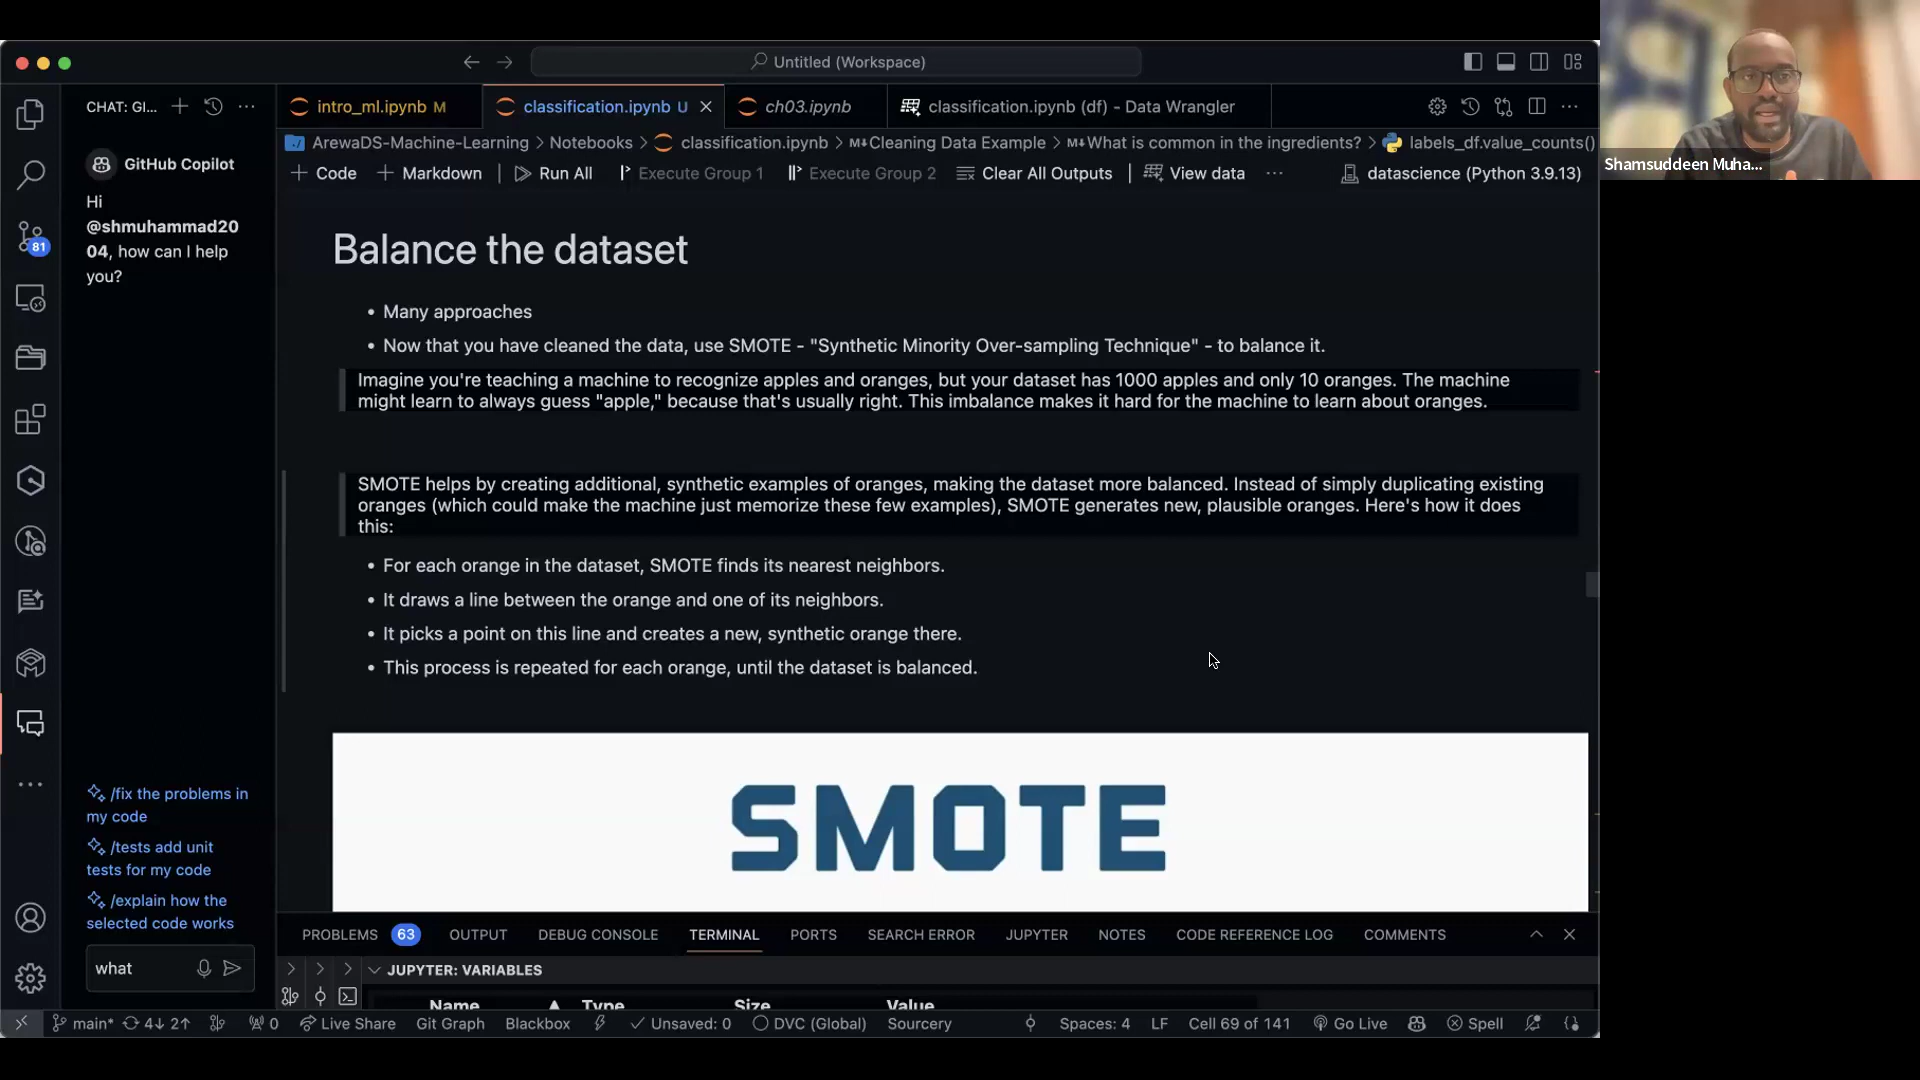 Untitled (Workspace)
CHAT: GI...
intro_ml.ipynb M
classification.ipynb U
ch03.ipynb
classification.ipynb (df) - Data Wrangler
ArewaDS-Machine-Learning > Notebooks > classification.ipynb > M↓Cleaning Data Example > M↓What is common in the ingredients? > labels_df.value_counts()
+ Code + Markdown Run All Execute Group 1 Execute Group 2 Clear All Outputs View data ... datascience (Python 3.9.13)
GitHub Copilot
Hi
@shmuhammad20
04, how can I help
you?
81
Balance the dataset
• Many approaches
• Now that you have cleaned the data, use SMOTE - "Synthetic Minority Over-sampling Technique" - to balance it.
Imagine you're teaching a machine to recognize apples and oranges, but your dataset has 1000 apples and only 10 oranges. The machine
might learn to always guess "apple," because that's usually right. This imbalance makes it hard for the machine to learn about oranges.
SMOTE helps by creating additional, synthetic examples of oranges, making the dataset more balanced. Instead of simply duplicating existing
oranges (which could make the machine just memorize these few examples), SMOTE generates new, plausible oranges. Here's how it does
this:
• For each orange in the dataset, SMOTE finds its nearest neighbors.
• It draws a line between the orange and one of its neighbors.
• It picks a point on this line and creates a new, synthetic orange there.
• This process is repeated for each orange, until the dataset is balanced.
SMOTE
/fix the problems in
my code
/tests add unit
tests for my code
/explain how the
selected code works
what
PROBLEMS 63 OUTPUT DEBUG CONSOLE TERMINAL PORTS SEARCH ERROR JUPYTER NOTES CODE REFERENCE LOG COMMENTS
JUPYTER: VARIABLES
Name Type Size Value
main* 4↓ 2↑ 0 Live Share Git Graph Blackbox Unsaved: 0 DVC (Global) Sourcery Spaces: 4 LF Cell 69 of 141 Go Live Spell
Shamsuddeen Muha...